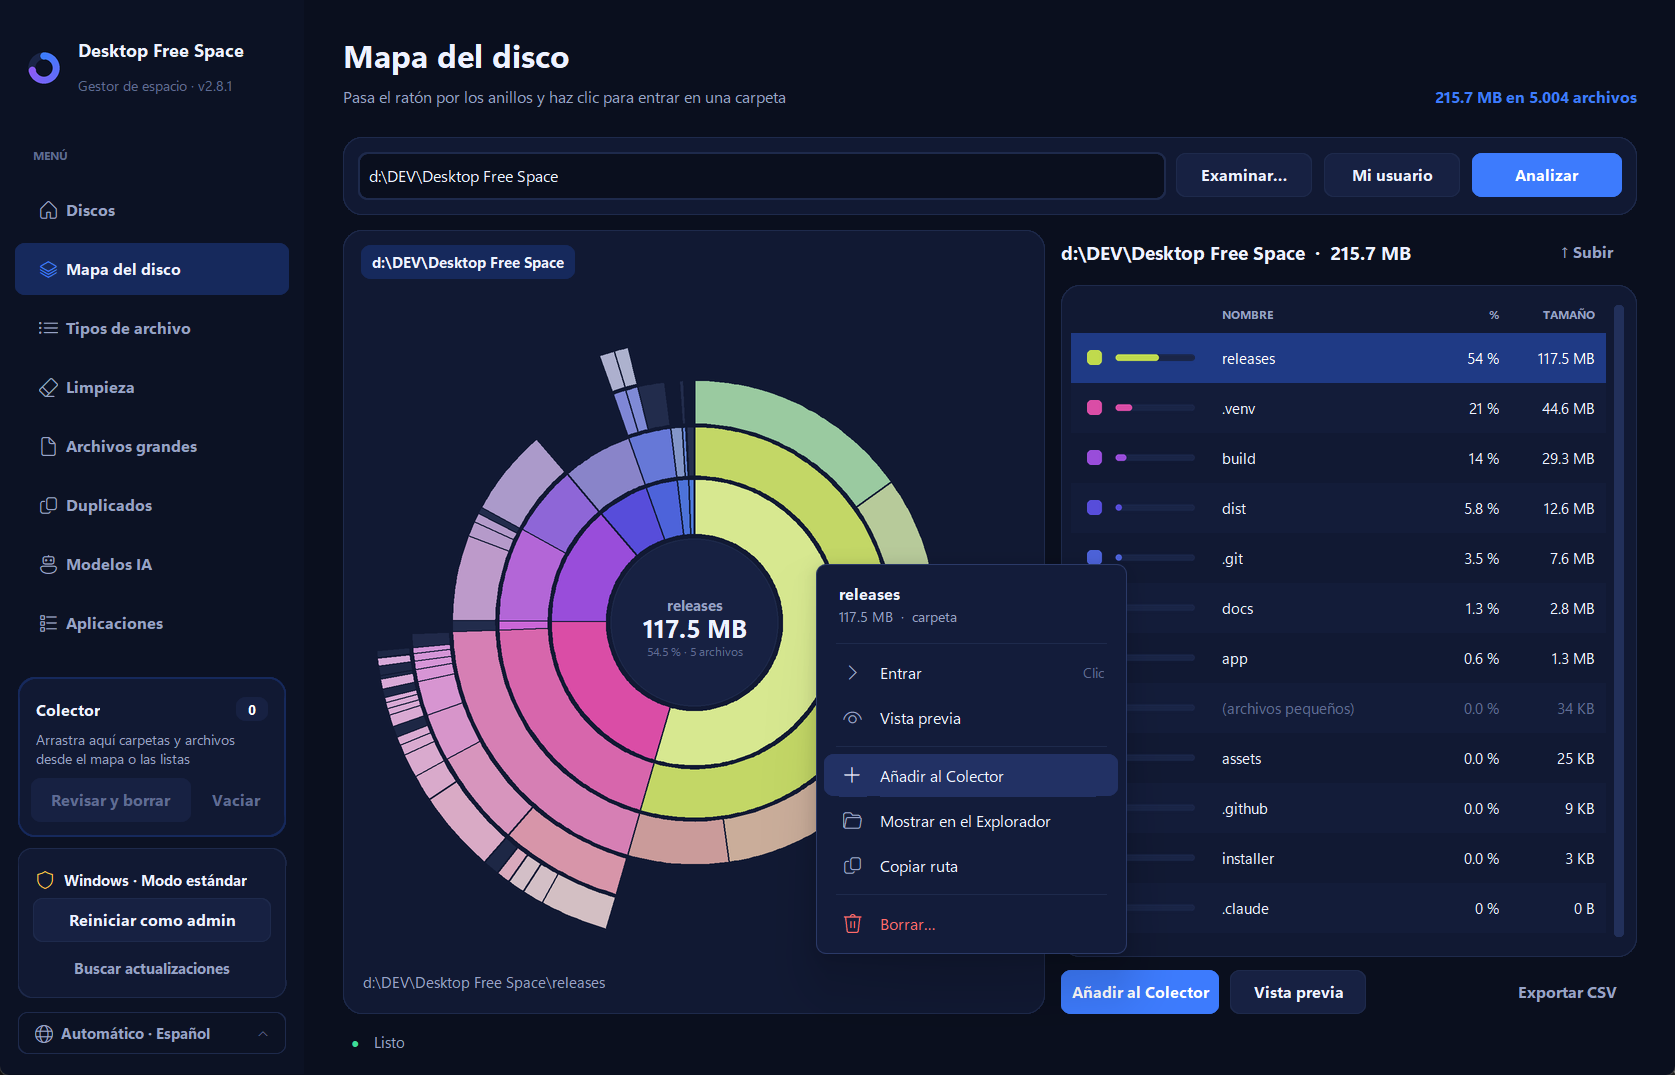 Desktop Free Space
Gestor de espacio · v2.8.1
MENÚ
Discos
Mapa del disco
Tipos de archivo
Limpieza
Archivos grandes
Duplicados
Modelos IA
Aplicaciones
Colector 0
Arrastra aquí carpetas y archivos
desde el mapa o las listas
Revisar y borrar Vaciar
Windows · Modo estándar
Reiniciar como admin
Buscar actualizaciones
Automático · Español
Mapa del disco
Pasa el ratón por los anillos y haz clic para entrar en una carpeta
215.7 MB en 5.004 archivos
d:\DEV\Desktop Free Space
Examinar...
Mi usuario
Analizar
d:\DEV\Desktop Free Space
releases
117.5 MB
54.5 % · 5 archivos
d:\DEV\Desktop Free Space\releases
Listo
releases
117.5 MB · carpeta
Entrar Clic
Vista previa
Añadir al Colector
Mostrar en el Explorador
Copiar ruta
Borrar...
d:\DEV\Desktop Free Space · 215.7 MB
↑ Subir
NOMBRE % TAMAÑO
releases 54 % 117.5 MB
.venv 21 % 44.6 MB
build 14 % 29.3 MB
dist 5.8 % 12.6 MB
.git 3.5 % 7.6 MB
docs 1.3 % 2.8 MB
app 0.6 % 1.3 MB
(archivos pequeños) 0.0 % 34 KB
assets 0.0 % 25 KB
.github 0.0 % 9 KB
installer 0.0 % 3 KB
.claude 0 % 0 B
Añadir al Colector
Vista previa
Exportar CSV